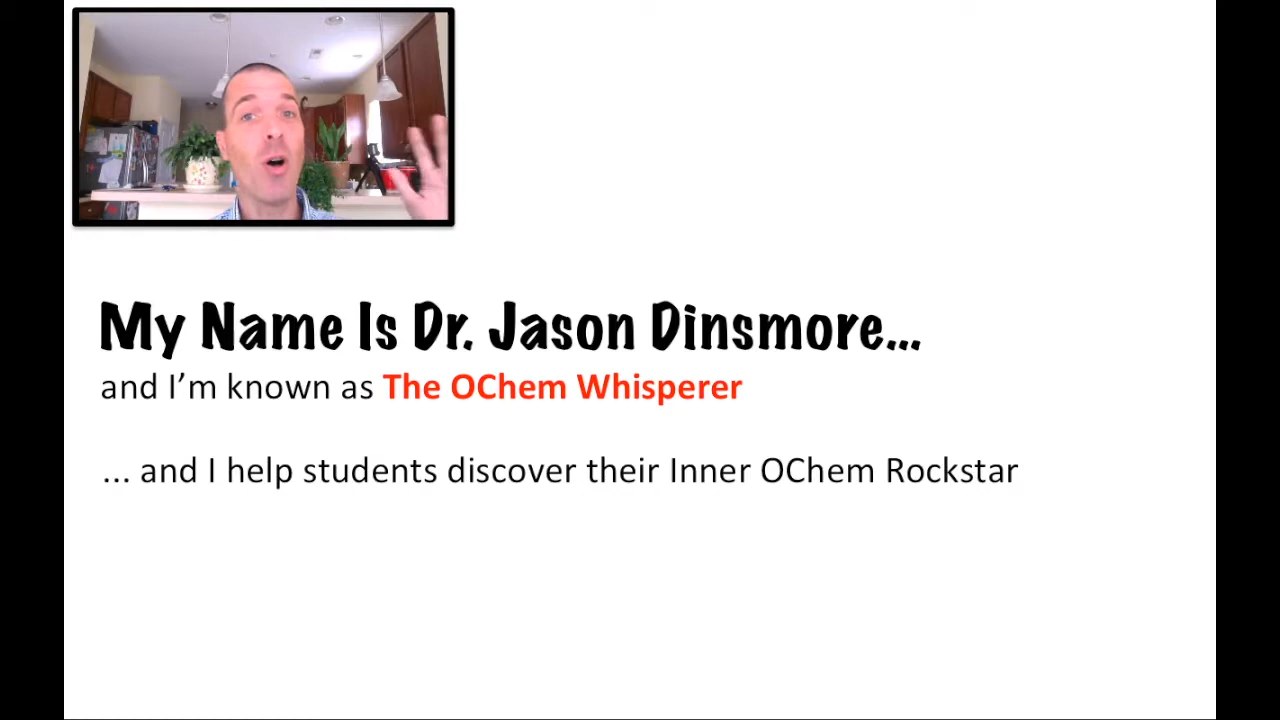 My Name Is Dr. Jason Dinsmore...
and I’m known as The OChem Whisperer
... and I help students discover their Inner OChem Rockstar